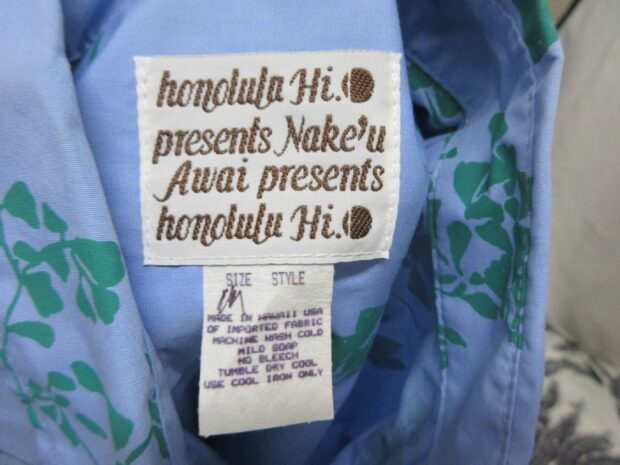 honolulu Hi.
presents Nake'u
Awai presents
honolulu Hi.
SIZE STYLE
M
MADE IN HAWAII USA
OF IMPORTED FABRIC
MACHINE WASH COLD
MILD SOAP
NO BLEECH
TUMBLE DRY COOL
USE COOL IRON ONLY